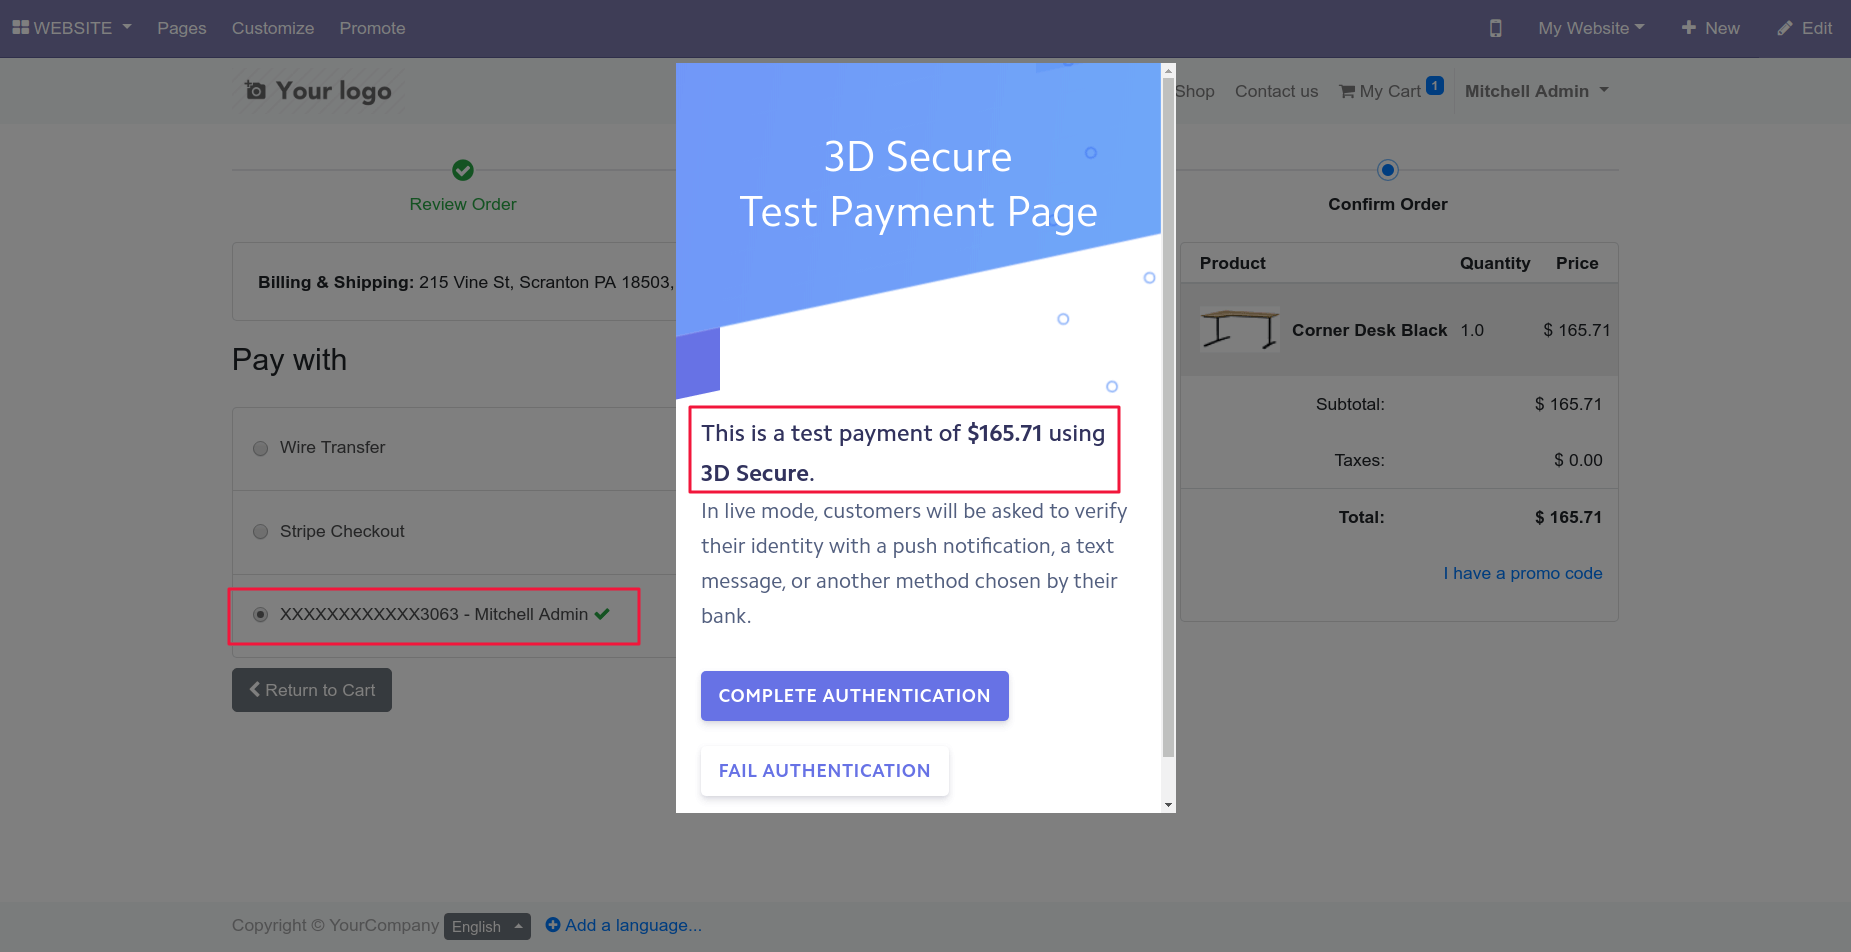 WEBSITE Pages Customize Promote My Website New Edit
Your logo Shop Contact us My Cart 1 Mitchell Admin
Review Order
Confirm Order
Billing & Shipping: 215 Vine St, Scranton PA 18503,
Pay with
Wire Transfer
Stripe Checkout
XXXXXXXXXXXX3063 - Mitchell Admin
Return to Cart
3D Secure
Test Payment Page
This is a test payment of $165.71 using
3D Secure.
In live mode, customers will be asked to verify
their identity with a push notification, a text
message, or another method chosen by their
bank.
COMPLETE AUTHENTICATION
FAIL AUTHENTICATION
Product Quantity Price
Corner Desk Black 1.0 $ 165.71
Subtotal: $ 165.71
Taxes: $ 0.00
Total: $ 165.71
I have a promo code
Copyright © YourCompany English Add a language...